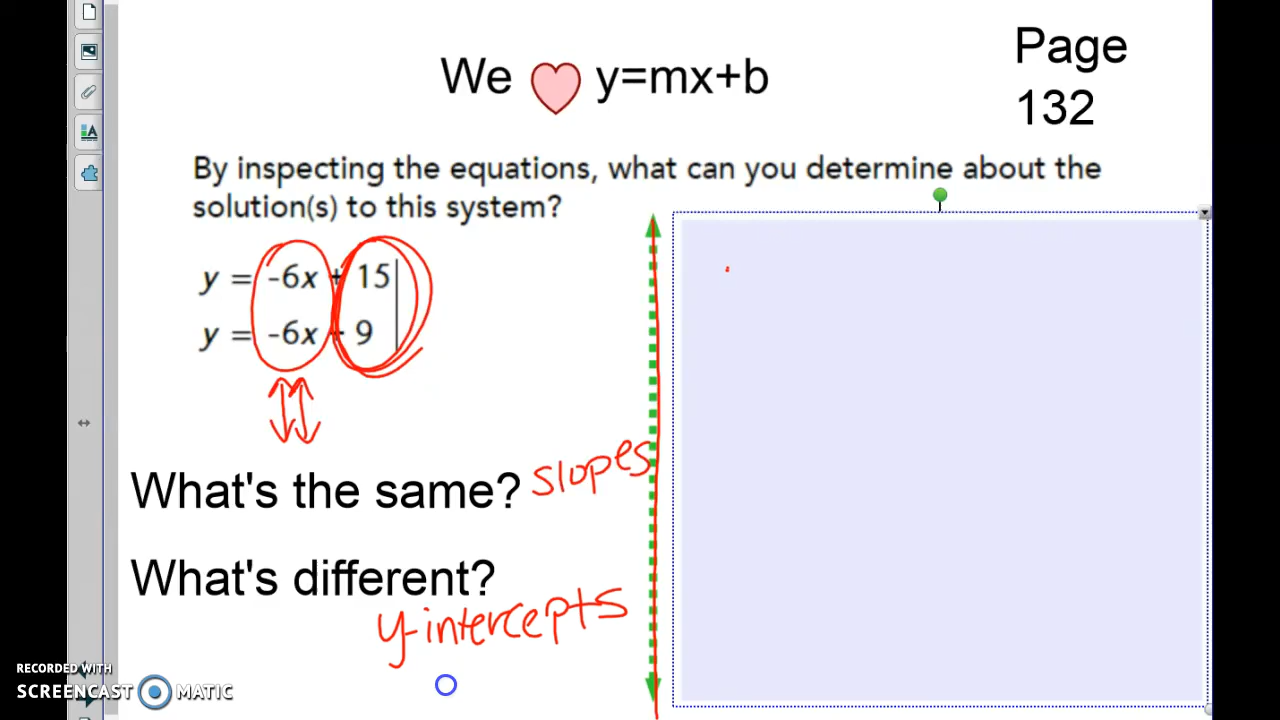 We y=mx+b
Page
132
By inspecting the equations, what can you determine about the
solution(s) to this system?
y = -6x + 15
y = -6x - 9
What's the same? slopes
What's different?
y-intercepts
RECORDED WITH
SCREENCAST MATIC